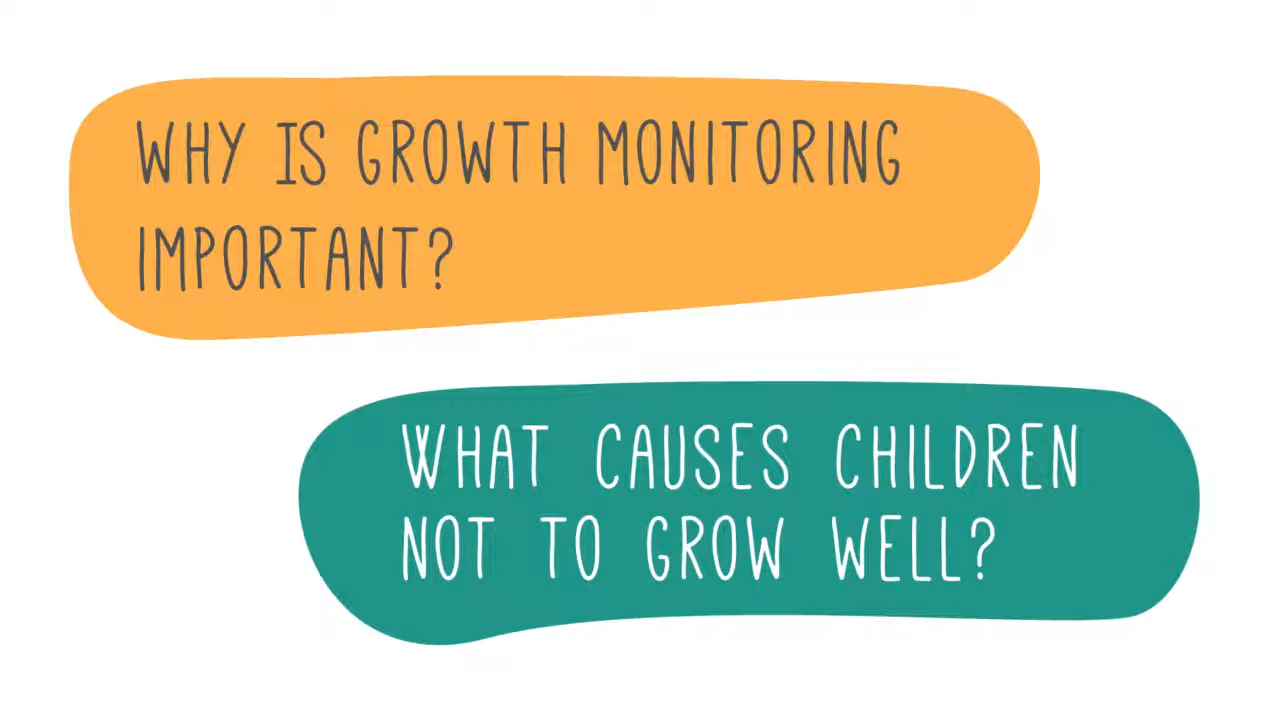 WHY IS GROWTH MONITORING
IMPORTANT?
WHAT CAUSES CHILDREN
NOT TO GROW WELL?